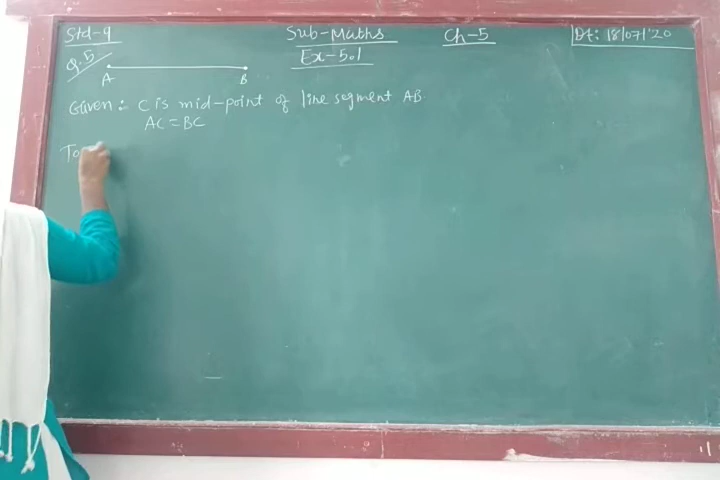 Std-9 Sub-Maths Ch-5 Dt: 18/07/'20
Q.5 Ex-5.1
A B
Given: C is mid-point of line segment AB.
AC = BC
To